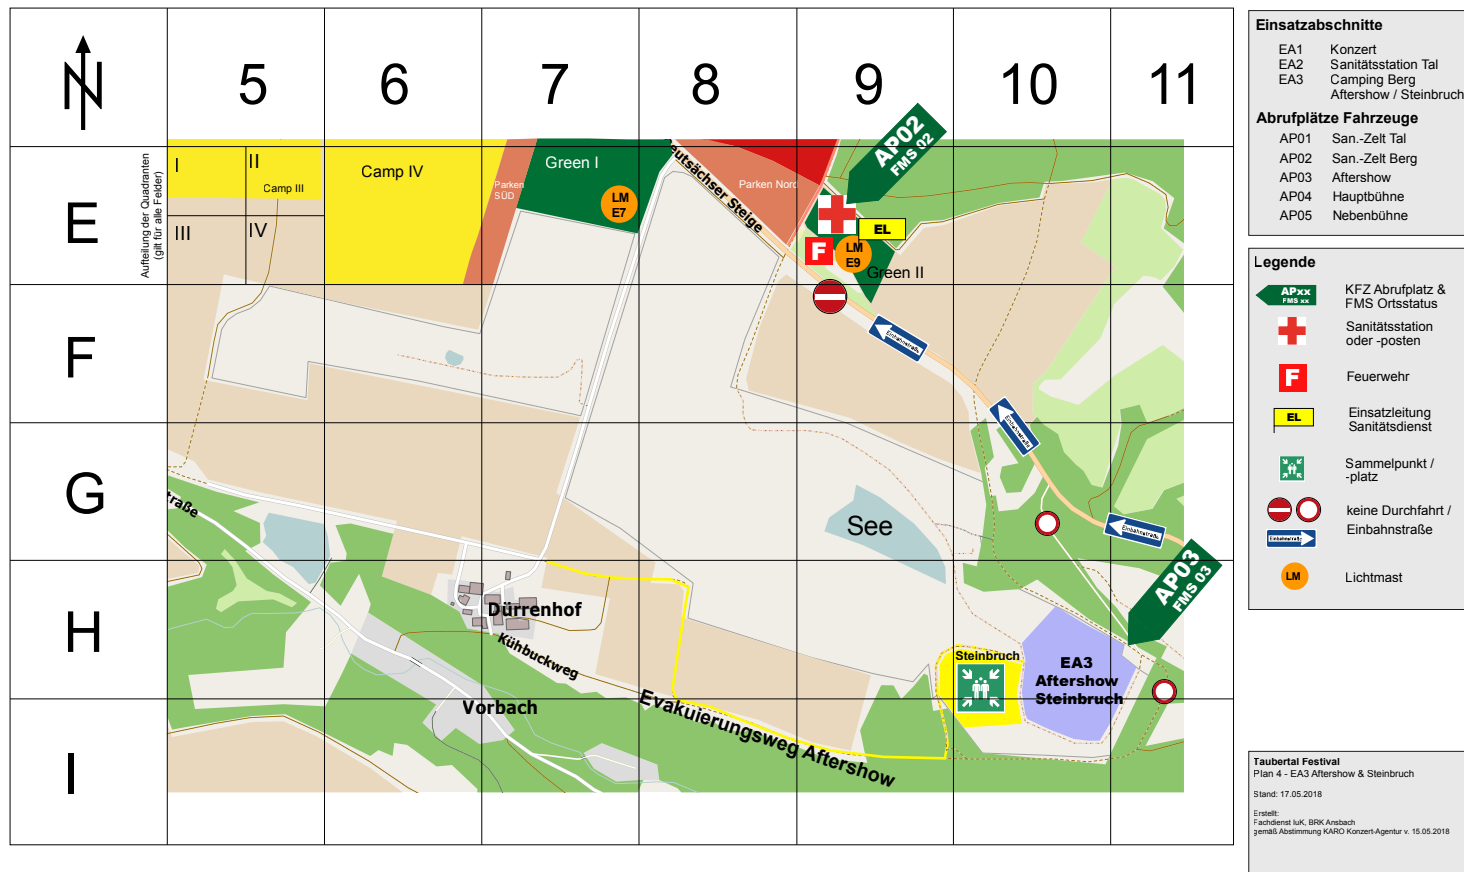 N
5
6
7
8
9
10
11
E
F
G
H
I
Aufteilung der Quadranten
(gilt für alle Felder)
I
II
III
IV
Camp III
Camp IV
Parken
SÜD
Green I
LM
E7
eutsächser Steige
Parken Nord
AP02
FMS 02
EL
F
LM
E9
Green II
Einbahnstraße
Einbahnstraße
Einbahnstraße
traße
See
AP03
FMS 03
Dürrenhof
Kühbuckweg
Vorbach
Evakuierungsweg Aftershow
Steinbruch
EA3
Aftershow
Steinbruch
Einsatzabschnitte
EA1 Konzert
EA2 Sanitätsstation Tal
EA3 Camping Berg
Aftershow / Steinbruch
Abrufplätze Fahrzeuge
AP01 San.-Zelt Tal
AP02 San.-Zelt Berg
AP03 Aftershow
AP04 Hauptbühne
AP05 Nebenbühne
Legende
APxx
FMS xx
KFZ Abrufplatz &
FMS Ortsstatus
Sanitätsstation
oder -posten
F Feuerwehr
EL Einsatzleitung
Sanitätsdienst
Sammelpunkt /
-platz
keine Durchfahrt /
Einbahnstraße Einbahnstraße
LM Lichtmast
Taubertal Festival
Plan 4 - EA3 Aftershow & Steinbruch
Stand: 17.05.2018
Erstellt:
Fachdienst IuK, BRK Ansbach
gemäß Abstimmung KARO Konzert-Agentur v. 15.05.2018